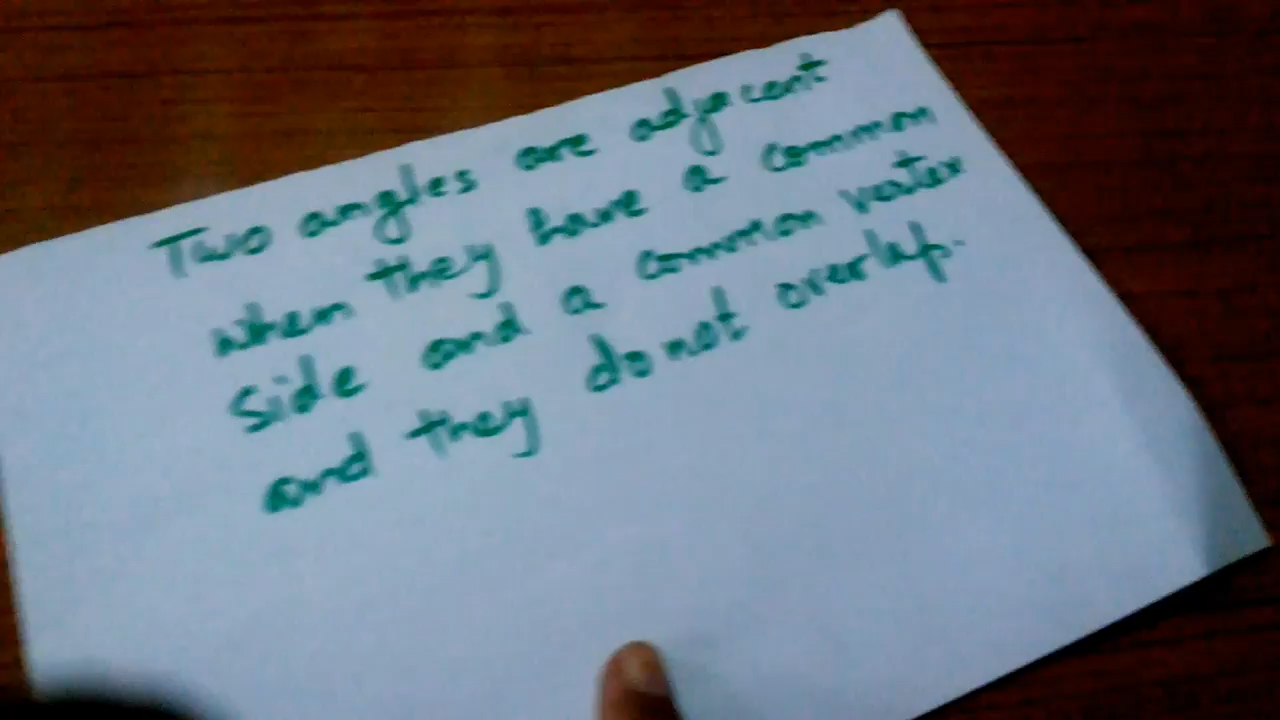 Two angles are adjacent
when they have a common
side and a common vertex
and they do not overlap.